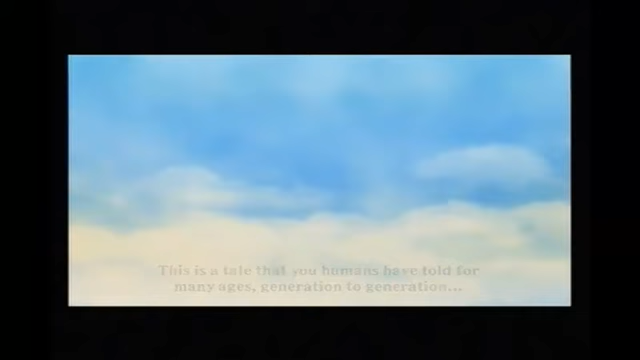 This is a tale that you humans have told for
many ages, generation to generation...